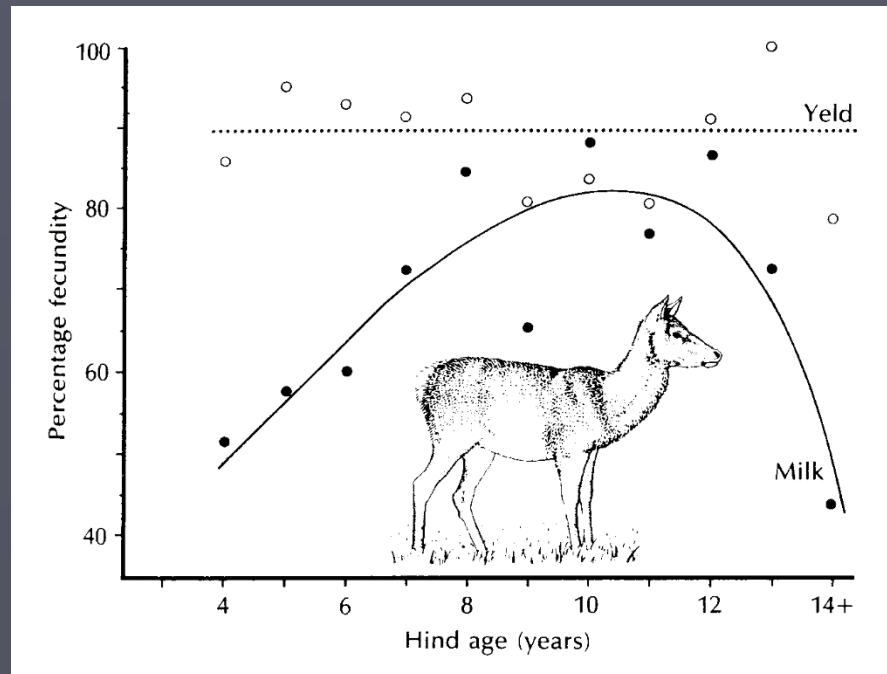 100
80
60
40
Percentage fecundity
Yeld
Milk
4 6 8 10 12 14+
Hind age (years)